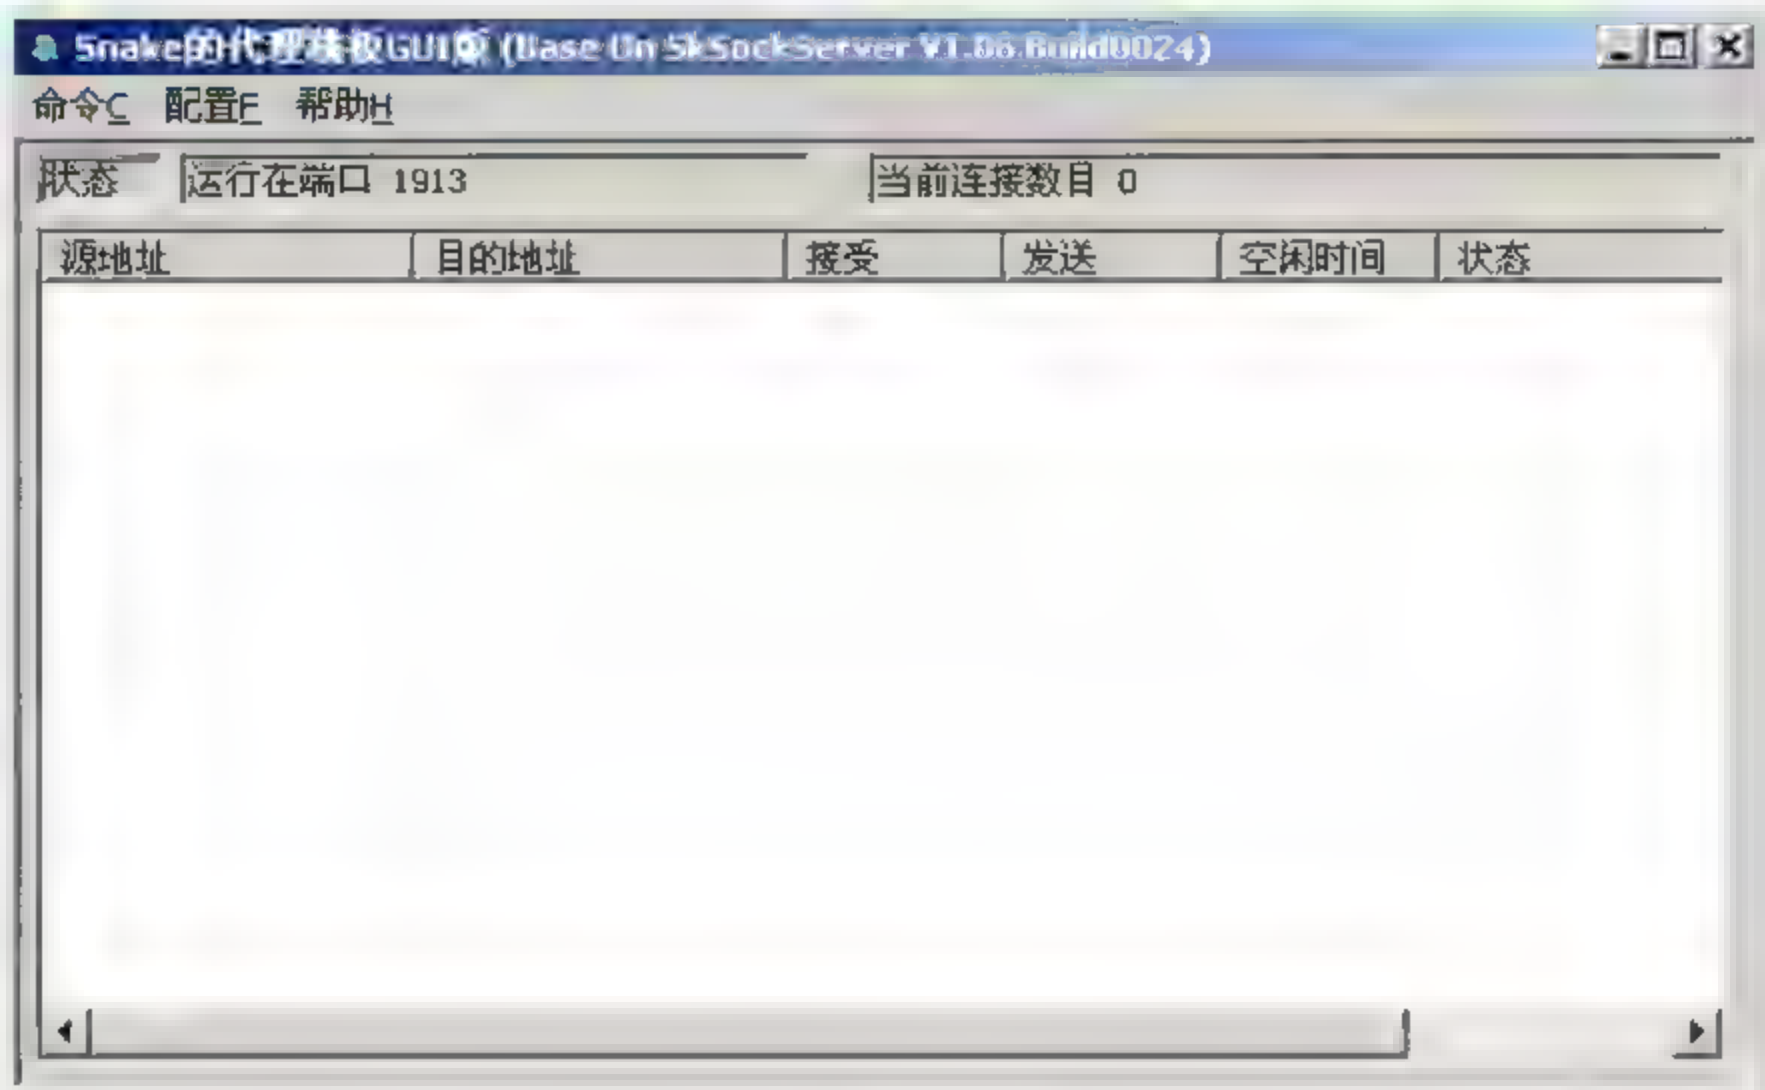 Snake的代理跳板GUI版 (Base On SkSockServer V1.06 Build0024)
命令C 配置F 帮助H
状态 运行在端口 1913 当前连接数目 0
源地址 目的地址 接受 发送 空闲时间 状态